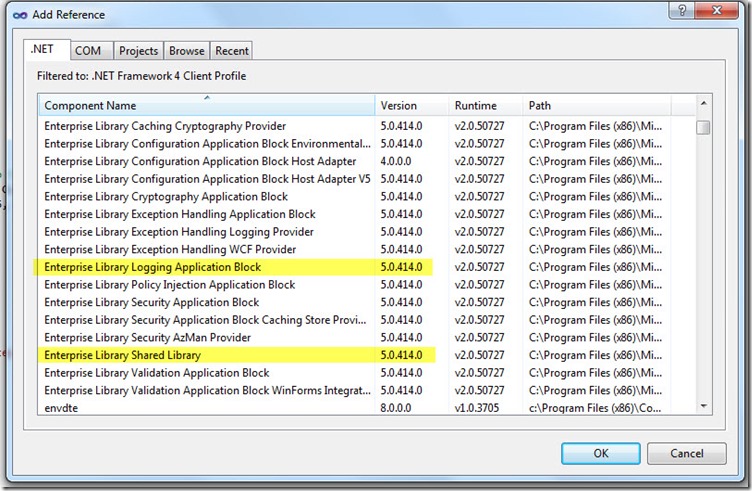 Add Reference
.NET COM Projects Browse Recent
Filtered to: .NET Framework 4 Client Profile
Component Name Version Runtime Path
Enterprise Library Caching Cryptography Provider 5.0.414.0 v2.0.50727 C:\Program Files (x86)\Mi...
Enterprise Library Configuration Application Block Environmental... 5.0.414.0 v2.0.50727 C:\Program Files (x86)\Mi...
Enterprise Library Configuration Application Block Host Adapter 4.0.0.0 v2.0.50727 C:\Program Files (x86)\Mi...
Enterprise Library Configuration Application Block Host Adapter V5 5.0.414.0 v2.0.50727 C:\Program Files (x86)\Mi...
Enterprise Library Cryptography Application Block 5.0.414.0 v2.0.50727 C:\Program Files (x86)\Mi...
Enterprise Library Exception Handling Application Block 5.0.414.0 v2.0.50727 C:\Program Files (x86)\Mi...
Enterprise Library Exception Handling Logging Provider 5.0.414.0 v2.0.50727 C:\Program Files (x86)\Mi...
Enterprise Library Exception Handling WCF Provider 5.0.414.0 v2.0.50727 C:\Program Files (x86)\Mi...
Enterprise Library Logging Application Block 5.0.414.0 v2.0.50727 C:\Program Files (x86)\Mi...
Enterprise Library Policy Injection Application Block 5.0.414.0 v2.0.50727 C:\Program Files (x86)\Mi...
Enterprise Library Security Application Block 5.0.414.0 v2.0.50727 C:\Program Files (x86)\Mi...
Enterprise Library Security Application Block Caching Store Provi... 5.0.414.0 v2.0.50727 C:\Program Files (x86)\Mi...
Enterprise Library Security AzMan Provider 5.0.414.0 v2.0.50727 C:\Program Files (x86)\Mi...
Enterprise Library Shared Library 5.0.414.0 v2.0.50727 C:\Program Files (x86)\Mi...
Enterprise Library Validation Application Block 5.0.414.0 v2.0.50727 C:\Program Files (x86)\Mi...
Enterprise Library Validation Application Block WinForms Integrat... 5.0.414.0 v2.0.50727 C:\Program Files (x86)\Mi...
envdte 8.0.0.0 v1.0.3705 c:\Program Files (x86)\Co...
OK Cancel